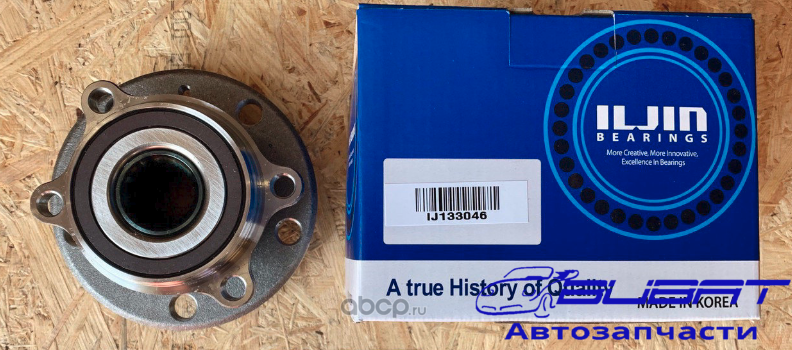 ILJIN
BEARINGS
More Creative, More Innovative,
Excellence In Bearings
IJ133046
A true History of Quality
MADE IN KOREA
abcp.ru
Автозапчасти